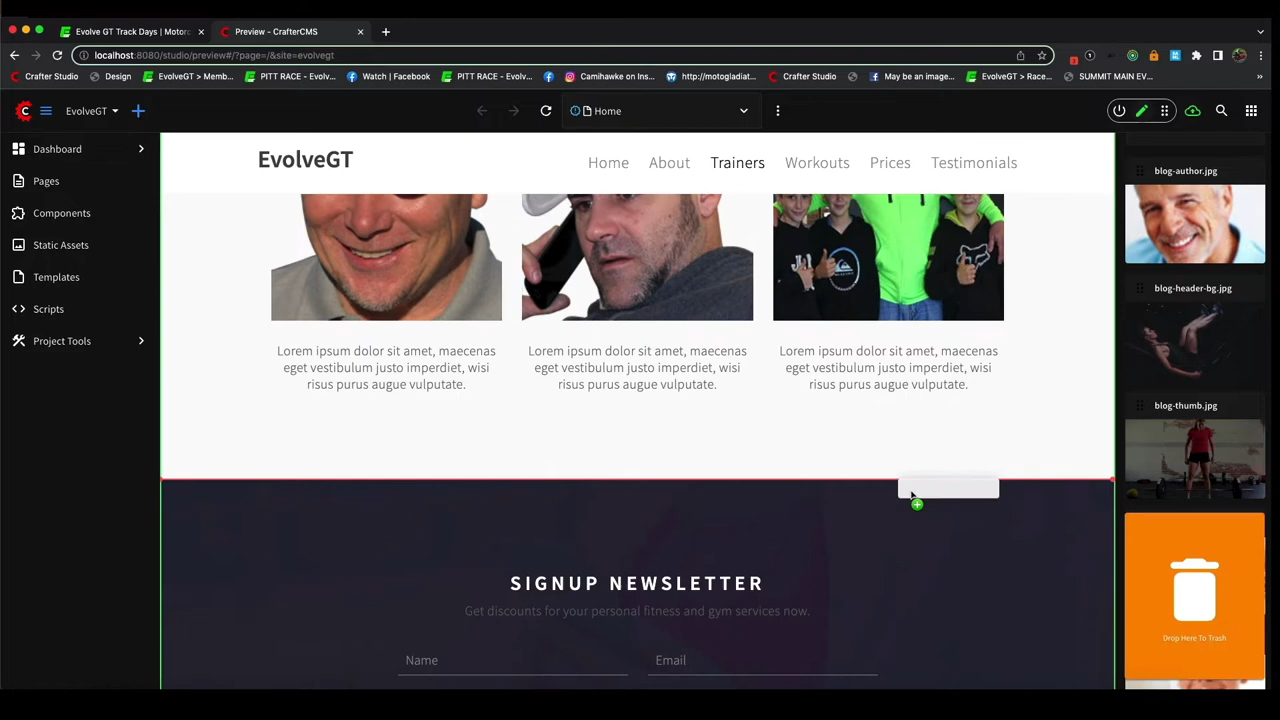 Evolve GT Track Days | Motorc
Preview - CrafterCMS
localhost:8080/studio/preview#/?page=/&site=evolvegt
Crafter Studio
Design
EvolveGT > Memb...
PITT RACE - Evolv...
Watch | Facebook
PITT RACE - Evolv...
Camihawke on Ins...
http://motogladiat...
Crafter Studio
May be an image...
EvolveGT > Race...
SUMMIT MAIN EV...
EvolveGT
Home
Dashboard
Pages
Components
Static Assets
Templates
Scripts
Project Tools
EvolveGT
Home
About
Trainers
Workouts
Prices
Testimonials
Lorem ipsum dolor sit amet, maecenas
eget vestibulum justo imperdiet, wisi
risus purus augue vulputate.
Lorem ipsum dolor sit amet, maecenas
eget vestibulum justo imperdiet, wisi
risus purus augue vulputate.
Lorem ipsum dolor sit amet, maecenas
eget vestibulum justo imperdiet, wisi
risus purus augue vulputate.
SIGNUP NEWSLETTER
Get discounts for your personal fitness and gym services now.
Name
Email
blog-author.jpg
blog-header-bg.jpg
blog-thumb.jpg
Drop Here To Trash